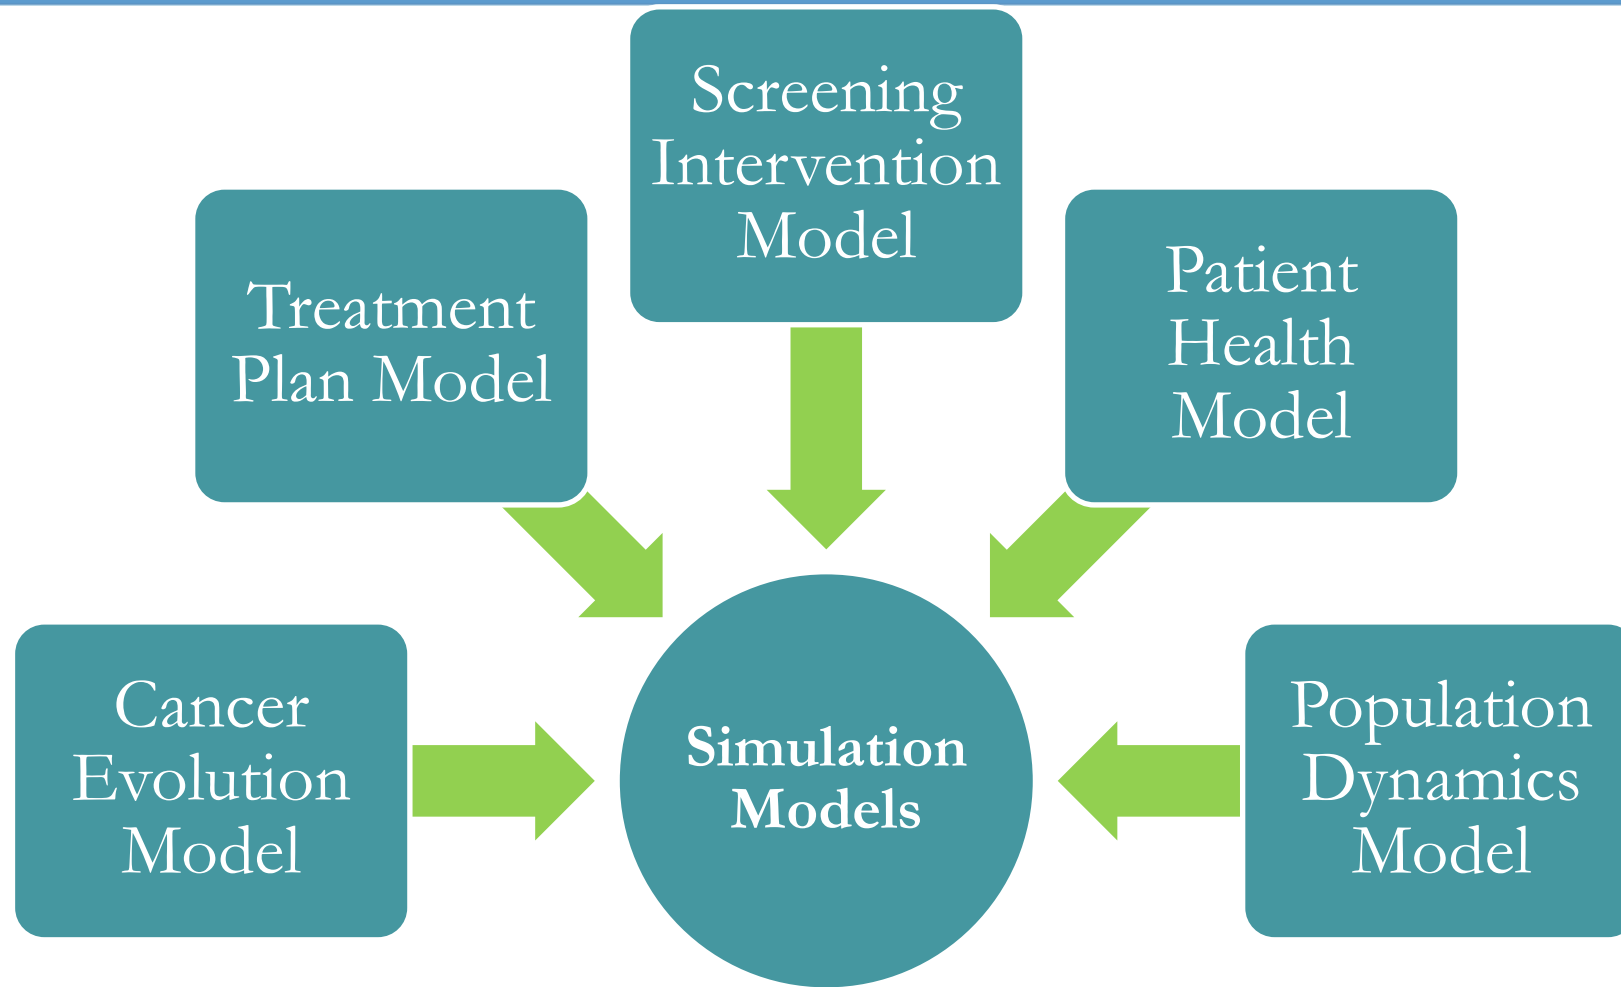 Screening
Intervention
Model
Treatment
Plan Model
Patient
Health
Model
Cancer
Evolution
Model
Simulation
Models
Population
Dynamics
Model